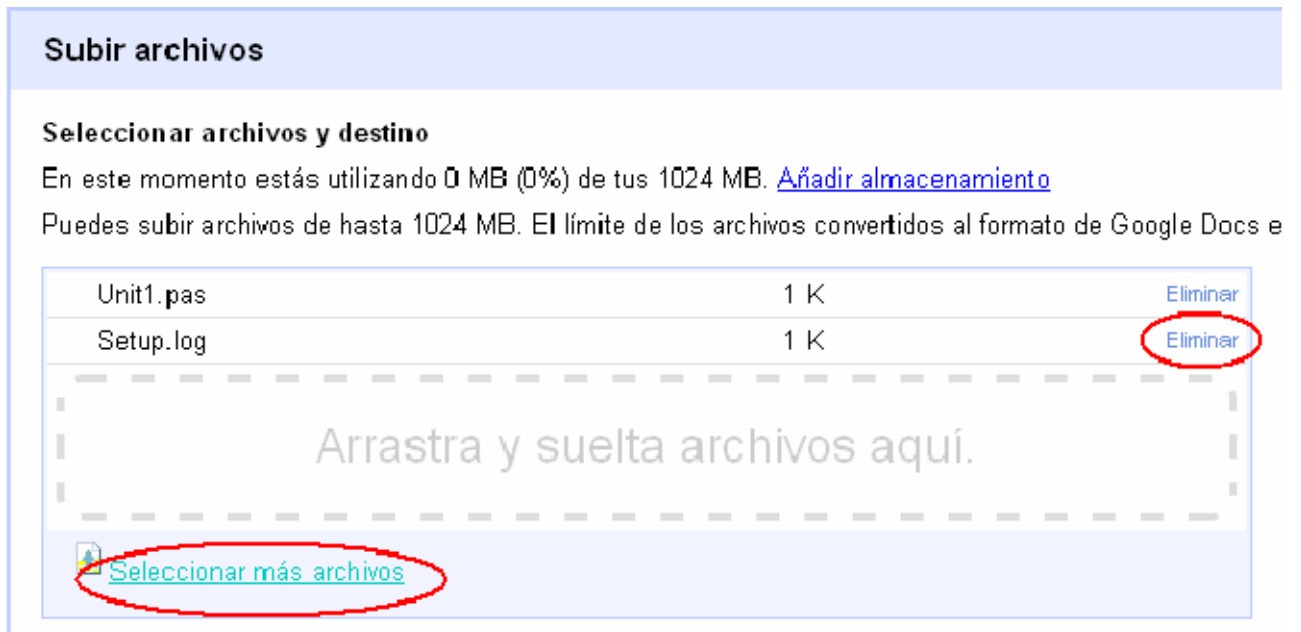 Subir archivos
Seleccionar archivos y destino
En este momento estás utilizando 0 MB (0%) de tus 1024 MB. Añadir almacenamiento
Puedes subir archivos de hasta 1024 MB. El límite de los archivos convertidos al formato de Google Docs e
Unit1.pas 1 K Eliminar
Setup.log 1 K Eliminar
Arrastra y suelta archivos aquí.
Seleccionar más archivos